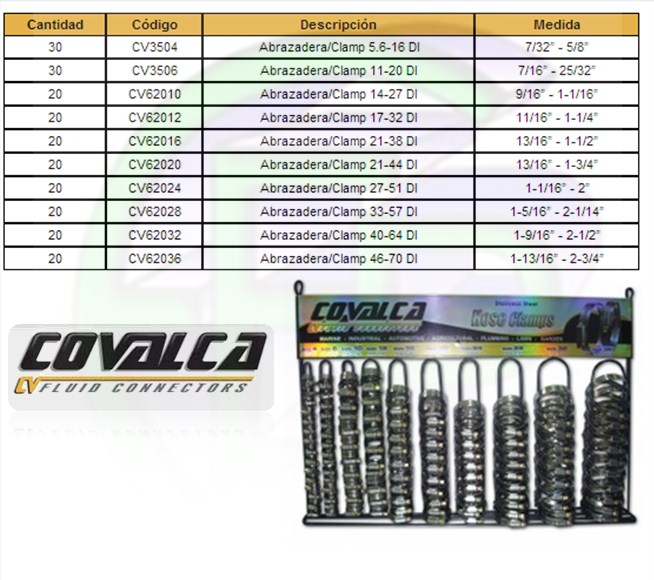 Cantidad Código Descripción Medida
30 CV3504 Abrazadera/Clamp 5.6-16 DI 7/32” - 5/8”
30 CV3506 Abrazadera/Clamp 11-20 DI 7/16” - 25/32”
20 CV62010 Abrazadera/Clamp 14-27 DI 9/16” - 1-1/16”
20 CV62012 Abrazadera/Clamp 17-32 DI 11/16” - 1-1/4”
20 CV62016 Abrazadera/Clamp 21-38 DI 13/16” - 1-1/2”
20 CV62020 Abrazadera/Clamp 21-44 DI 13/16” - 1-3/4”
20 CV62024 Abrazadera/Clamp 27-51 DI 1-1/16” - 2”
20 CV62028 Abrazadera/Clamp 33-57 DI 1-5/16” - 2-1/14”
20 CV62032 Abrazadera/Clamp 40-64 DI 1-9/16” - 2-1/2”
20 CV62036 Abrazadera/Clamp 46-70 DI 1-13/16” - 2-3/4”
COVALCA
CV FLUID CONNECTORS
COVALCA
Stainless Steel
Hose Clamps
MARINE - INDUSTRIAL - AUTOMOTIVE - AGRICULTURAL - PLUMBING - LAWN & GARDEN